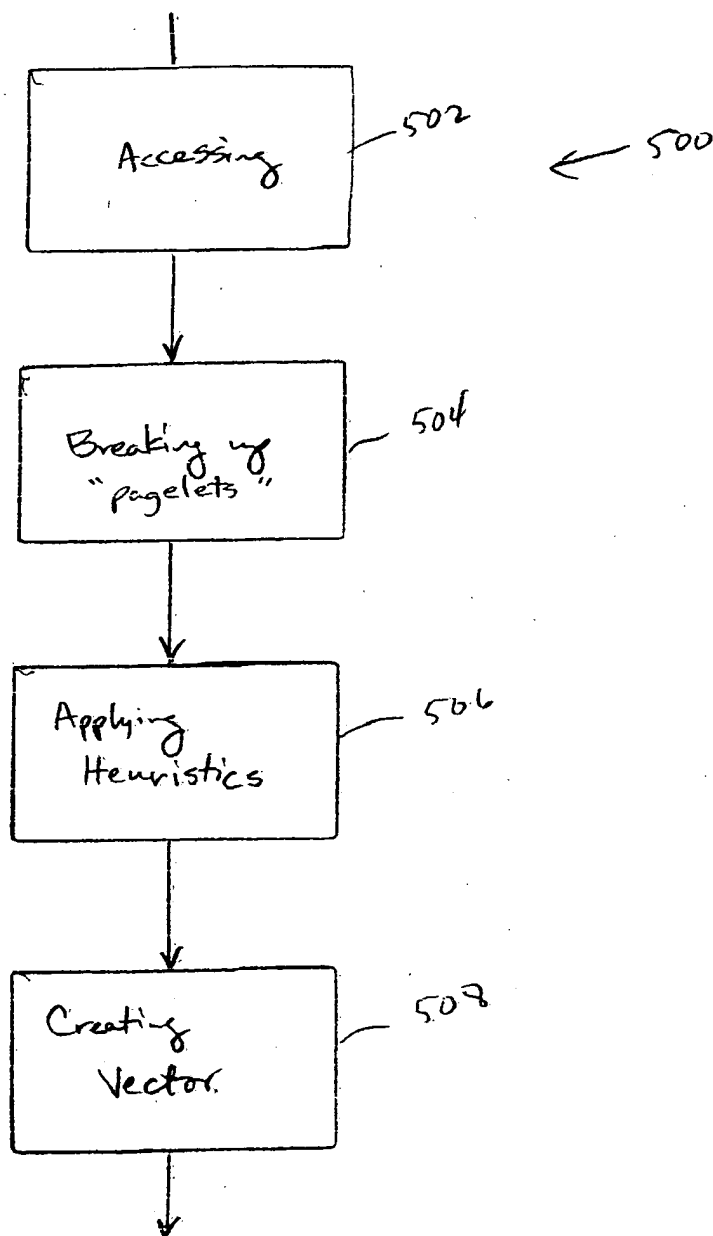 Accessing
502
500
Breaking up
"pagelets"
504
Applying
Heuristics
506
Creating
Vector.
508